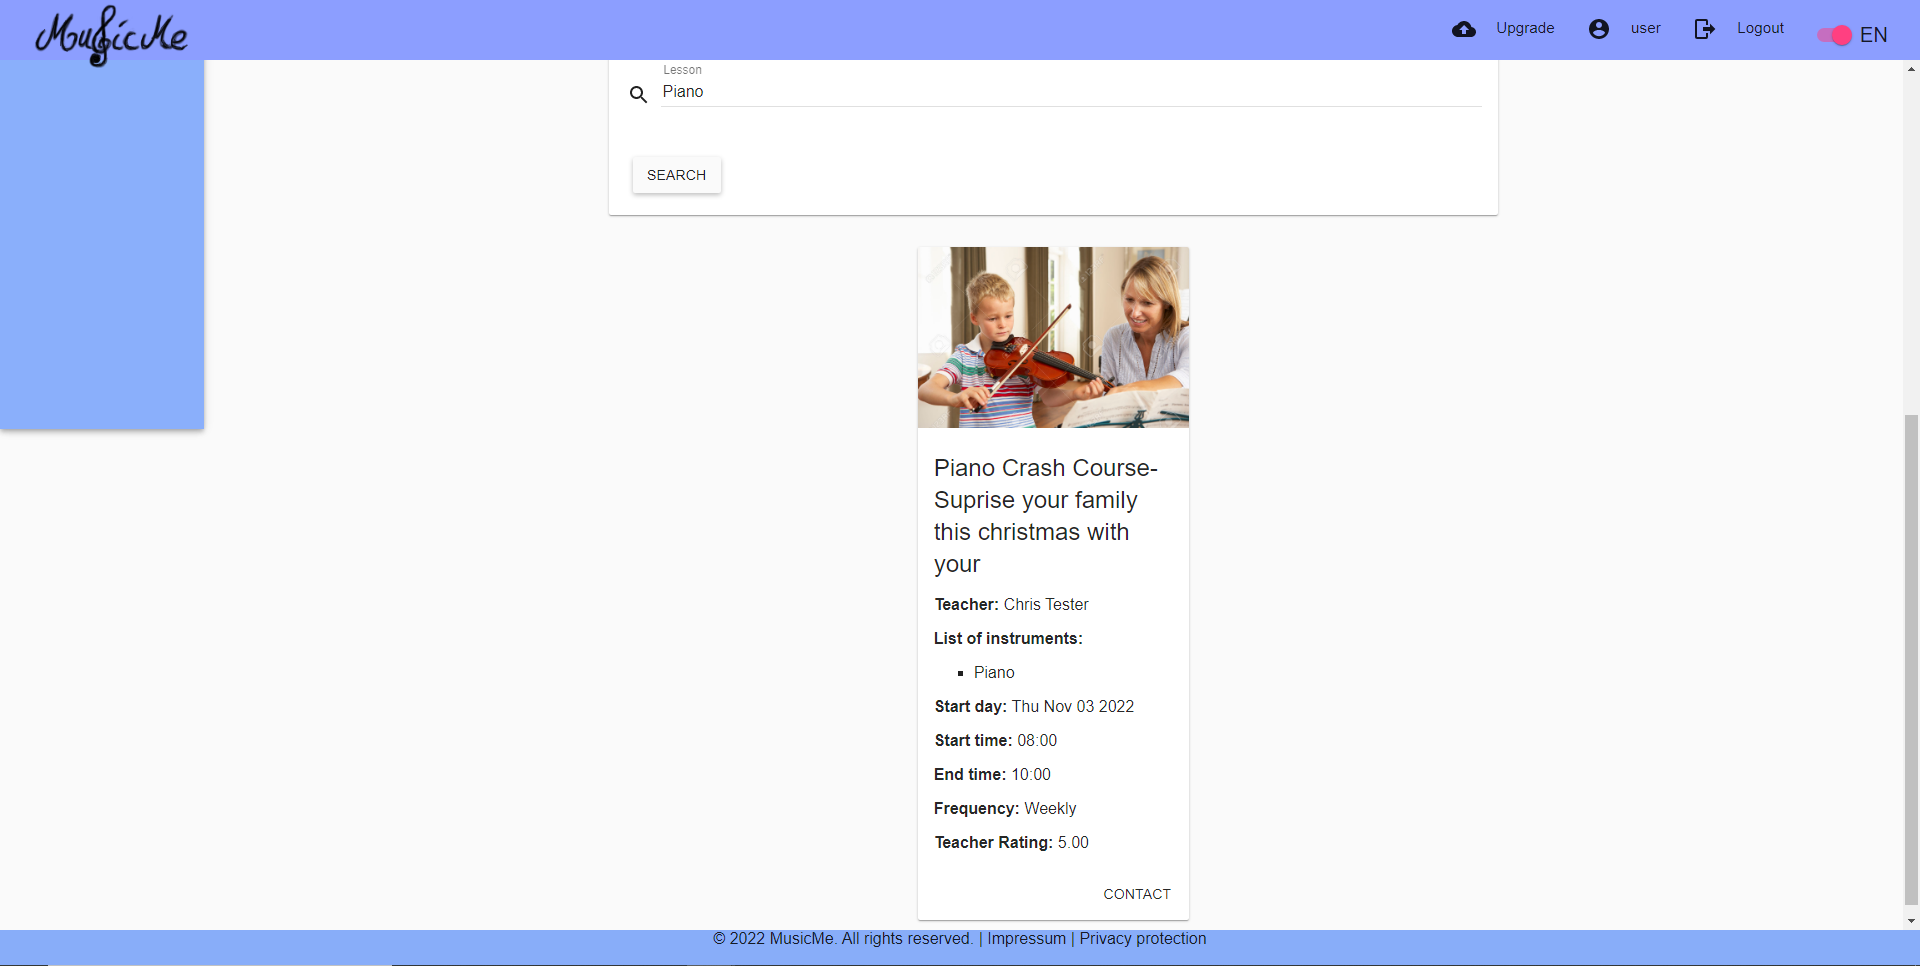 MusicMe
Upgrade
user
Logout
EN
Lesson
Piano
SEARCH
Piano Crash Course-
Suprise your family
this christmas with
your
Teacher: Chris Tester
List of instruments:
▪ Piano
Start day: Thu Nov 03 2022
Start time: 08:00
End time: 10:00
Frequency: Weekly
Teacher Rating: 5.00
CONTACT
© 2022 MusicMe. All rights reserved. | Impressum | Privacy protection